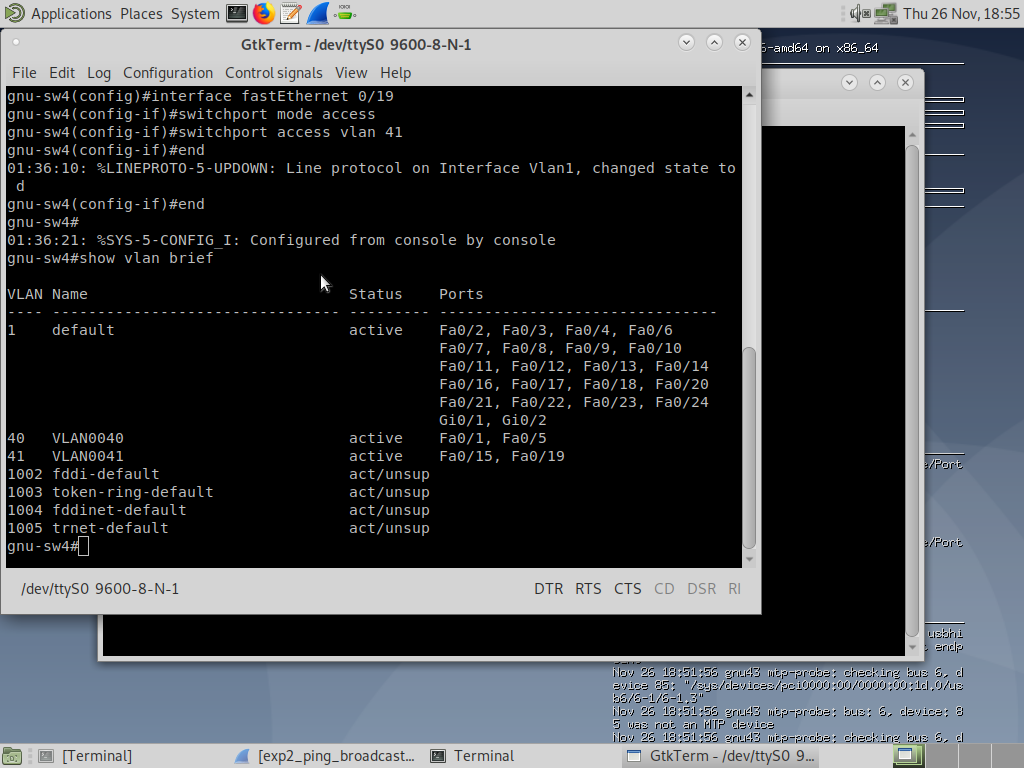 Applications Places System Thu 26 Nov, 18:55
6-amd64 on x86_64
GtkTerm - /dev/ttyS0 9600-8-N-1
File Edit Log Configuration Control signals View Help
gnu-sw4(config)#interface fastEthernet 0/19
gnu-sw4(config-if)#switchport mode access
gnu-sw4(config-if)#switchport access vlan 41
gnu-sw4(config-if)#end
01:36:10: %LINEPROTO-5-UPDOWN: Line protocol on Interface Vlan1, changed state to
d
gnu-sw4(config-if)#end
gnu-sw4#
01:36:21: %SYS-5-CONFIG_I: Configured from console by console
gnu-sw4#show vlan brief
VLAN Name Status Ports
---- -------------------------------- --------- -------------------------------
1 default active Fa0/2, Fa0/3, Fa0/4, Fa0/6
Fa0/7, Fa0/8, Fa0/9, Fa0/10
Fa0/11, Fa0/12, Fa0/13, Fa0/14
Fa0/16, Fa0/17, Fa0/18, Fa0/20
Fa0/21, Fa0/22, Fa0/23, Fa0/24
Gi0/1, Gi0/2
40 VLAN0040 active Fa0/1, Fa0/5
41 VLAN0041 active Fa0/15, Fa0/19
1002 fddi-default act/unsup
1003 token-ring-default act/unsup
1004 fddinet-default act/unsup
1005 trnet-default act/unsup
gnu-sw4#
/dev/ttyS0 9600-8-N-1 DTR RTS CTS CD DSR RI
e/Port
e/Port
usbhi
endp
Nov 26 18:51:56 gnu43 mtp-probe: checking bus 6, d
evice 85: "/sys/devices/pci0000:00/0000:00:1d.0/us
b6/6-1/6-1.3"
Nov 26 18:51:56 gnu43 mtp-probe: bus: 6, device: 8
5 was not an MTP device
Nov 26 18:51:56 gnu43 mtp-probe: checking bus 6, d
[Terminal] [exp2_ping_broadcast... Terminal GtkTerm - /dev/ttyS0 9...